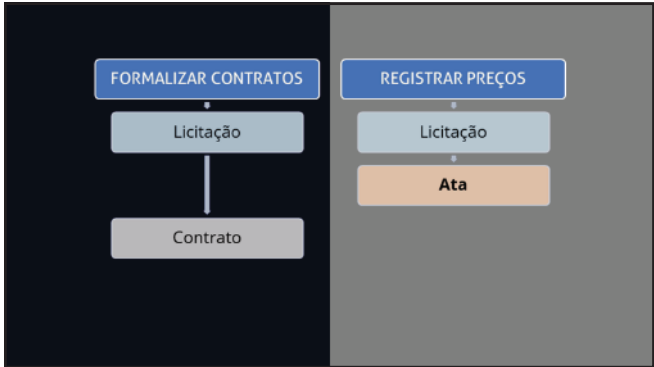 FORMALIZAR CONTRATOS
Licitação
Contrato
REGISTRAR PREÇOS
Licitação
Ata